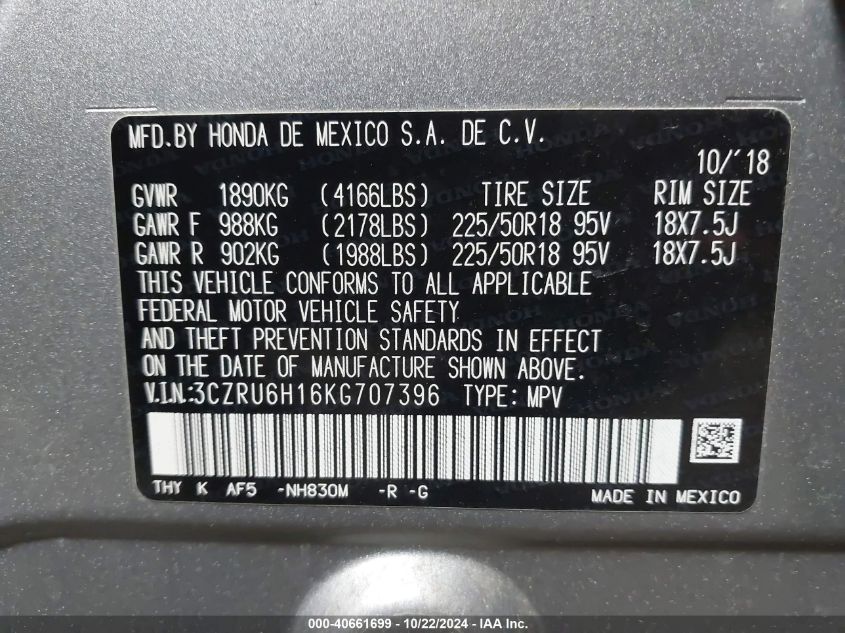 MFD.BY HONDA DE MEXICO S.A. DE C.V.
10/'18
GVWR 1890KG (4166LBS) TIRE SIZE RIM SIZE
GAWR F 988KG (2178LBS) 225/50R18 95V 18X7.5J
GAWR R 902KG (1988LBS) 225/50R18 95V 18X7.5J
THIS VEHICLE CONFORMS TO ALL APPLICABLE
FEDERAL MOTOR VEHICLE SAFETY
AND THEFT PREVENTION STANDARDS IN EFFECT
ON THE DATE OF MANUFACTURE SHOWN ABOVE.
V.I.N.:3CZRU6H16KG707396 TYPE: MPV
THY K AF5 -NH830M -R -G MADE IN MEXICO
000-40661699 - 10/22/2024 - IAA Inc.